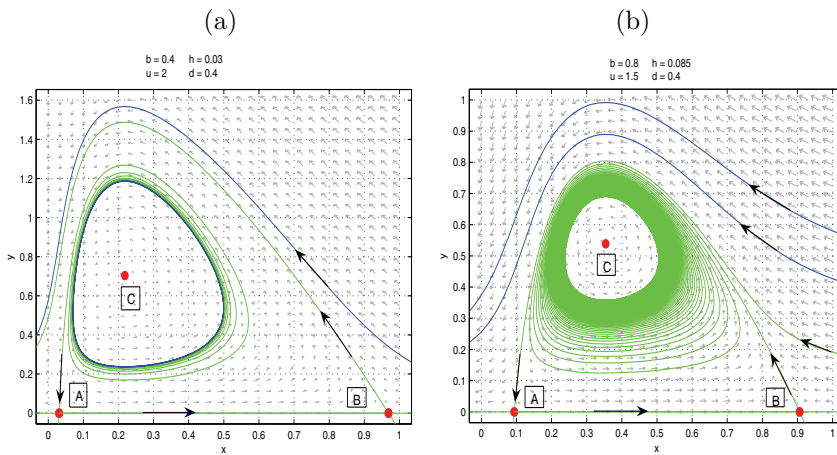 (a)
b = 0.4 h = 0.03
u = 2 d = 0.4
1.6
1.4
1.2
1
0.8
0.6
0.4
0.2
0
y
C
A
B
0 0.1 0.2 0.3 0.4 0.5 0.6 0.7 0.8 0.9 1
x
(b)
b = 0.8 h = 0.085
u = 1.5 d = 0.4
1
0.9
0.8
0.7
0.6
0.5
0.4
0.3
0.2
0.1
0
y
C
A
B
0 0.1 0.2 0.3 0.4 0.5 0.6 0.7 0.8 0.9 1
x